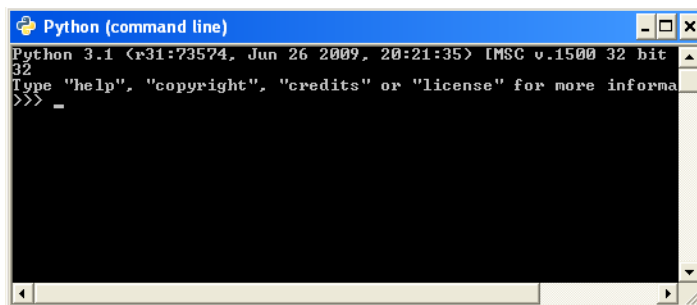 Python (command line)
Python 3.1 (r31:73574, Jun 26 2009, 20:21:35) [MSC v.1500 32 bit
32
Type "help", "copyright", "credits" or "license" for more informa
>>> _